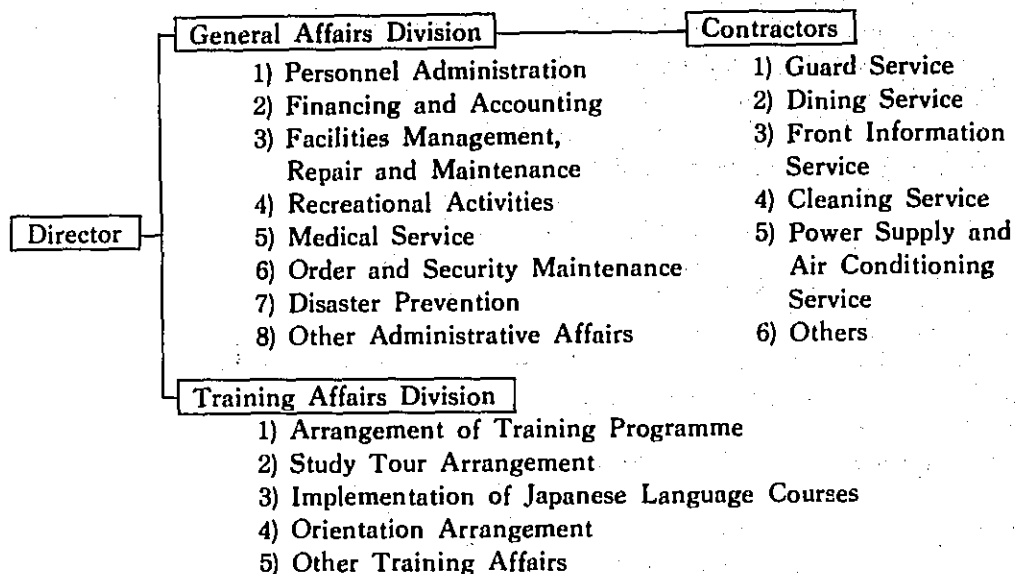 General Affairs Division
1) Personnel Administration
2) Financing and Accounting
3) Facilities Management,
Repair and Maintenance
4) Recreational Activities
5) Medical Service
6) Order and Security Maintenance
7) Disaster Prevention
8) Other Administrative Affairs
Contractors
1) Guard Service
2) Dining Service
3) Front Information
Service
4) Cleaning Service
5) Power Supply and
Air Conditioning
Service
6) Others
Director
Training Affairs Division
1) Arrangement of Training Programme
2) Study Tour Arrangement
3) Implementation of Japanese Language Courses
4) Orientation Arrangement
5) Other Training Affairs